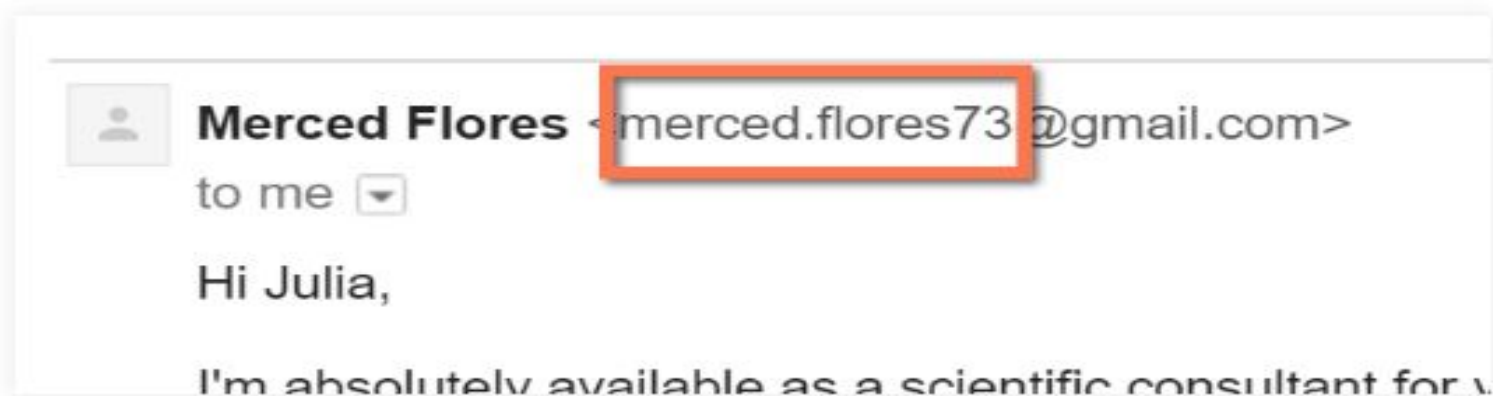 Merced Flores <merced.flores73@gmail.com>
to me
Hi Julia,
I'm absolutely available as a scientific consultant for